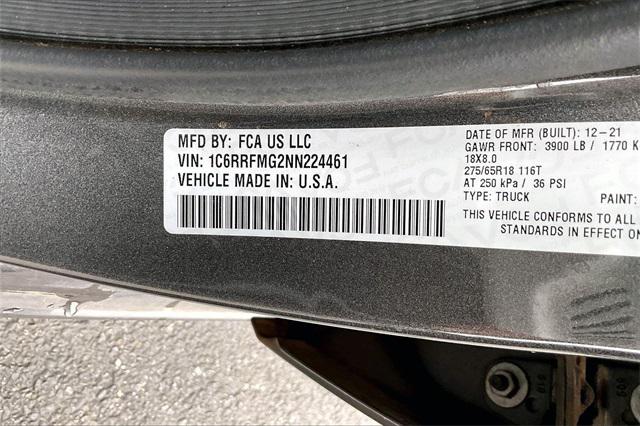 MFD BY: FCA US LLC
VIN: 1C6RRFMG2NN224461
VEHICLE MADE IN: U.S.A.
DATE OF MFR (BUILT): 12-21
GAWR FRONT: 3900 LB / 1770 K
18X8.0
275/65R18 116T
AT 250 kPa / 36 PSI
TYPE: TRUCK PAINT:
THIS VEHICLE CONFORMS TO ALL
STANDARDS IN EFFECT ON